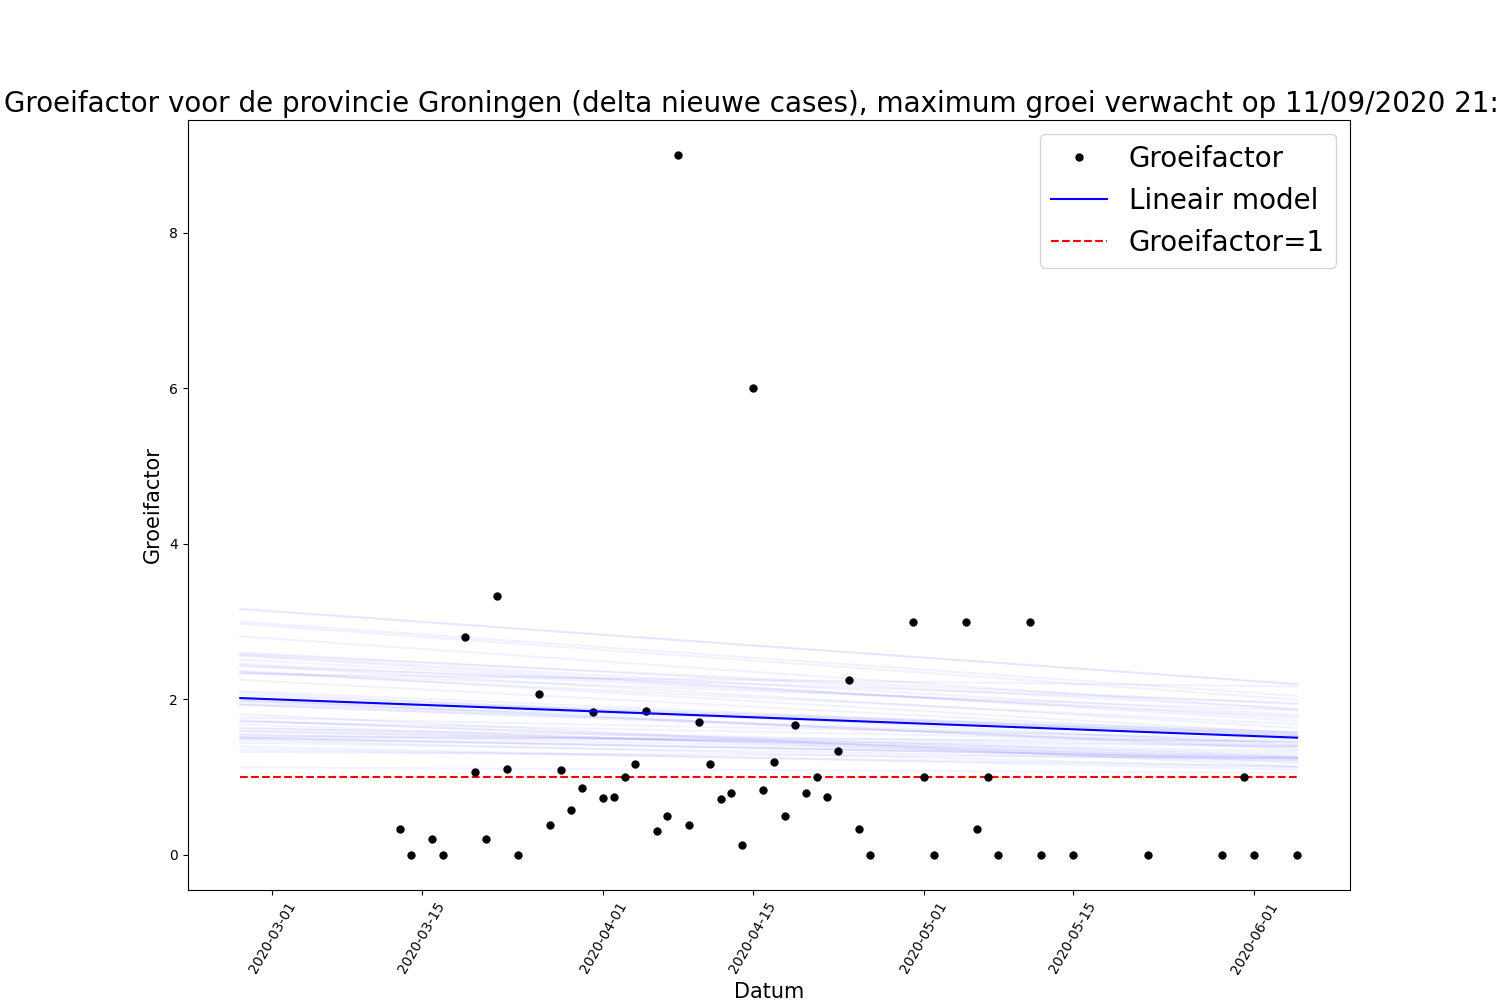 Groeifactor voor de provincie Groningen (delta nieuwe cases), maximum groei verwacht op 11/09/2020 21:
Groeifactor
Lineair model
Groeifactor=1
8
6
4
2
0
Groeifactor
2020-03-01
2020-03-15
2020-04-01
2020-04-15
2020-05-01
2020-05-15
2020-06-01
Datum